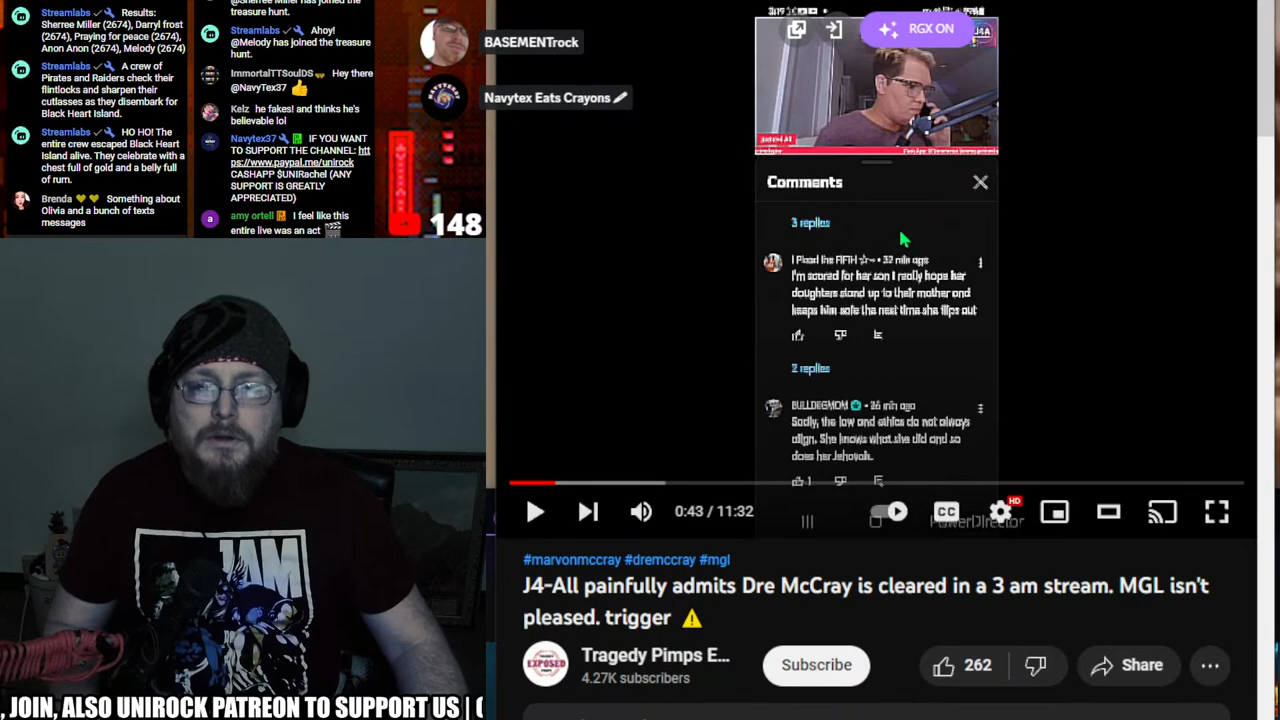 Streamlabs
Results:
Sherree Miller (2674), Darryl frost
(2674), Praying for peace (2674),
Anon Anon (2674), Melody (2674)
Streamlabs
A crew of
Pirates and Raiders check their
flintlocks and sharpen their
cutlasses as they disembark for
Black Heart Island.
Streamlabs
HO HO! The
entire crew escaped Black Heart
Island alive. They celebrate with a
chest full of gold and a belly full
of rum.
Brenda
Something about
Olivia and a bunch of texts
messages
hunt.
Streamlabs
Ahoy!
@Melody has joined the treasure
hunt.
ImmortalTTSoulDS
Hey there
@NavyTex37
Kelz he fakes! and thinks he's
believable lol
Navytex37
IF YOU WANT
TO SUPPORT THE CHANNEL: htt
ps://www.paypal.me/unirock
CASHAPP $UNIRachel (ANY
SUPPORT IS GREATLY
APPRECIATED)
amy ortell
I feel like this
entire live was an act
148
BASEMENTrock
Navytex Eats Crayons
JAM
, JOIN, ALSO UNIROCK PATREON TO SUPPORT US |
RGX ON
Comments
3 replies
I Plead the FIFTH
I'm scared for her son I really hope her
daughters stand up to their mother and
keeps him safe the next time she flips out
2 replies
BULLDEGMOM
Sadly, the law and ethics do not always
align. She knows what she did and so
does her Jehovah.
1
PowerDirector
0:43 / 11:32
CC
HD
#marvonmccray #dremccray #mgl
J4-All painfully admits Dre McCray is cleared in a 3 am stream. MGL isn't
pleased. trigger
EXPOSED
Tragedy Pimps E...
4.27K subscribers
Subscribe
262
Share